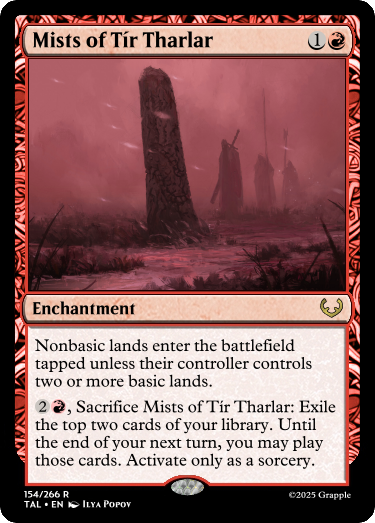 Mists of Tír Tharlar 1
Enchantment
Nonbasic lands enter the battlefield
tapped unless their controller controls
two or more basic lands.
2, Sacrifice Mists of Tír Tharlar: Exile
the top two cards of your library. Until
the end of your next turn, you may play
those cards. Activate only as a sorcery.
154/266 R
TAL • EN Ilya Popov
©2025 Grapple